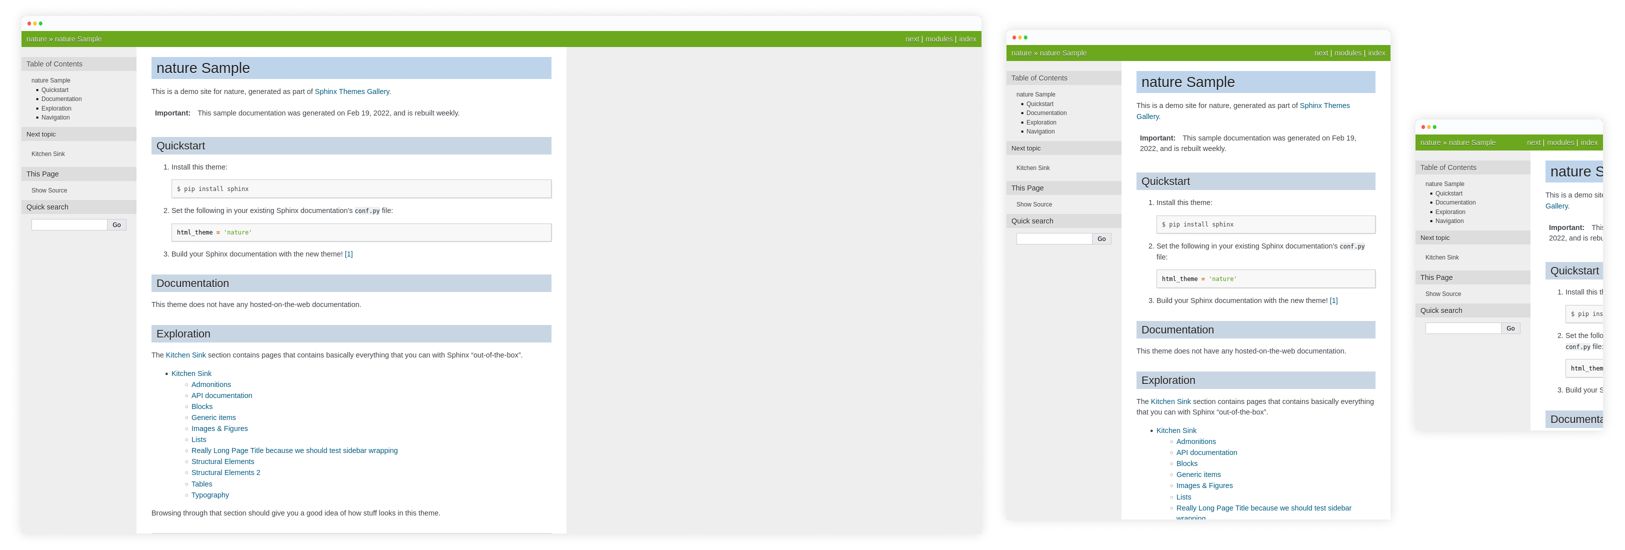 nature » nature Sample
next | modules | index
Table of Contents
nature Sample
Quickstart
Documentation
Exploration
Navigation
Next topic
Kitchen Sink
This Page
Show Source
Quick search
Go
nature Sample
This is a demo site for nature, generated as part of Sphinx Themes Gallery.
Important: This sample documentation was generated on Feb 19, 2022, and is rebuilt weekly.
Quickstart
1. Install this theme:
$ pip install sphinx
2. Set the following in your existing Sphinx documentation's conf.py file:
html_theme = 'nature'
3. Build your Sphinx documentation with the new theme! [1]
Documentation
This theme does not have any hosted-on-the-web documentation.
Exploration
The Kitchen Sink section contains pages that contains basically everything that you can with Sphinx “out-of-the-box”.
Kitchen Sink
Admonitions
API documentation
Blocks
Generic items
Images & Figures
Lists
Really Long Page Title because we should test sidebar wrapping
Structural Elements
Structural Elements 2
Tables
Typography
Browsing through that section should give you a good idea of how stuff looks in this theme.
nature » nature Sample
next | modules | index
Table of Contents
nature Sample
Quickstart
Documentation
Exploration
Navigation
Next topic
Kitchen Sink
This Page
Show Source
Quick search
Go
nature Sample
This is a demo site for nature, generated as part of Sphinx Themes
Gallery.
Important: This sample documentation was generated on Feb 19,
2022, and is rebuilt weekly.
Quickstart
1. Install this theme:
$ pip install sphinx
2. Set the following in your existing Sphinx documentation's conf.py
file:
html_theme = 'nature'
3. Build your Sphinx documentation with the new theme! [1]
Documentation
This theme does not have any hosted-on-the-web documentation.
Exploration
The Kitchen Sink section contains pages that contains basically everything
that you can with Sphinx “out-of-the-box”.
Kitchen Sink
Admonitions
API documentation
Blocks
Generic items
Images & Figures
Lists
Really Long Page Title because we should test sidebar
wrapping
nature » nature Sample
next | modules | index
Table of Contents
nature Sample
Quickstart
Documentation
Exploration
Navigation
Next topic
Kitchen Sink
This Page
Show Source
Quick search
Go
nature S
This is a demo site
Gallery.
Important: This
2022, and is rebu
Quickstart
1. Install this th
$ pip ins
2. Set the follo
conf.py file:
html_them
3. Build your S
Documenta